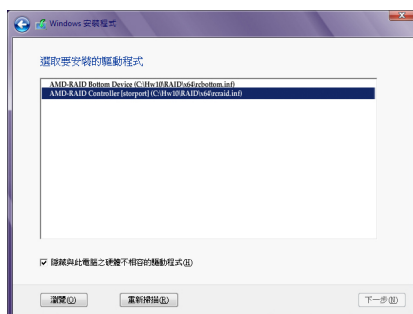 Windows 安裝程式
選取要安裝的驅動程式
AMD-RAID Bottom Device (C:\Hw10\RAID\x64\rcbottom.inf)
AMD-RAID Controller [storport] (C:\Hw10\RAID\x64\rcraid.inf)
隱藏與此電腦之硬體不相容的驅動程式(H)
瀏覽(O)
重新掃描(R)
下一步(N)